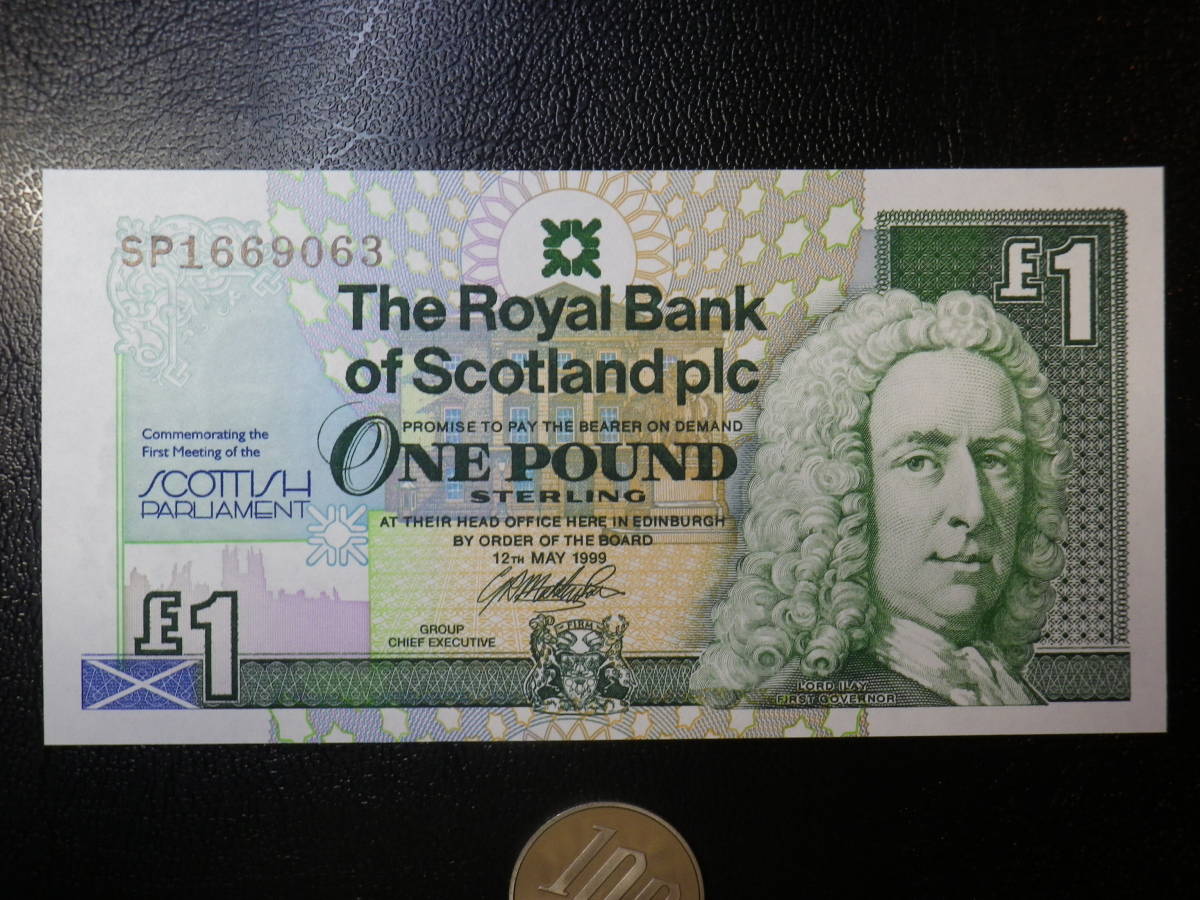 SP1669063
£1
The Royal Bank
of Scotland plc
PROMISE TO PAY THE BEARER ON DEMAND
ONE POUND
STERLING
AT THEIR HEAD OFFICE HERE IN EDINBURGH
BY ORDER OF THE BOARD
12TH MAY 1999
GROUP
CHIEF EXECUTIVE
Commemorating the
First Meeting of the
SCOTTISH
PARLIAMENT
£1
FIRM
LORD ILAY
FIRST GOVERNOR
100